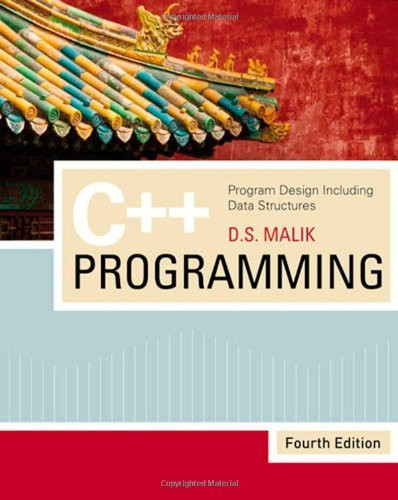 Copyrighted Material
Program Design Including
Data Structures
C++
D.S. MALIK
PROGRAMMING
Fourth Edition
Copyrighted Material